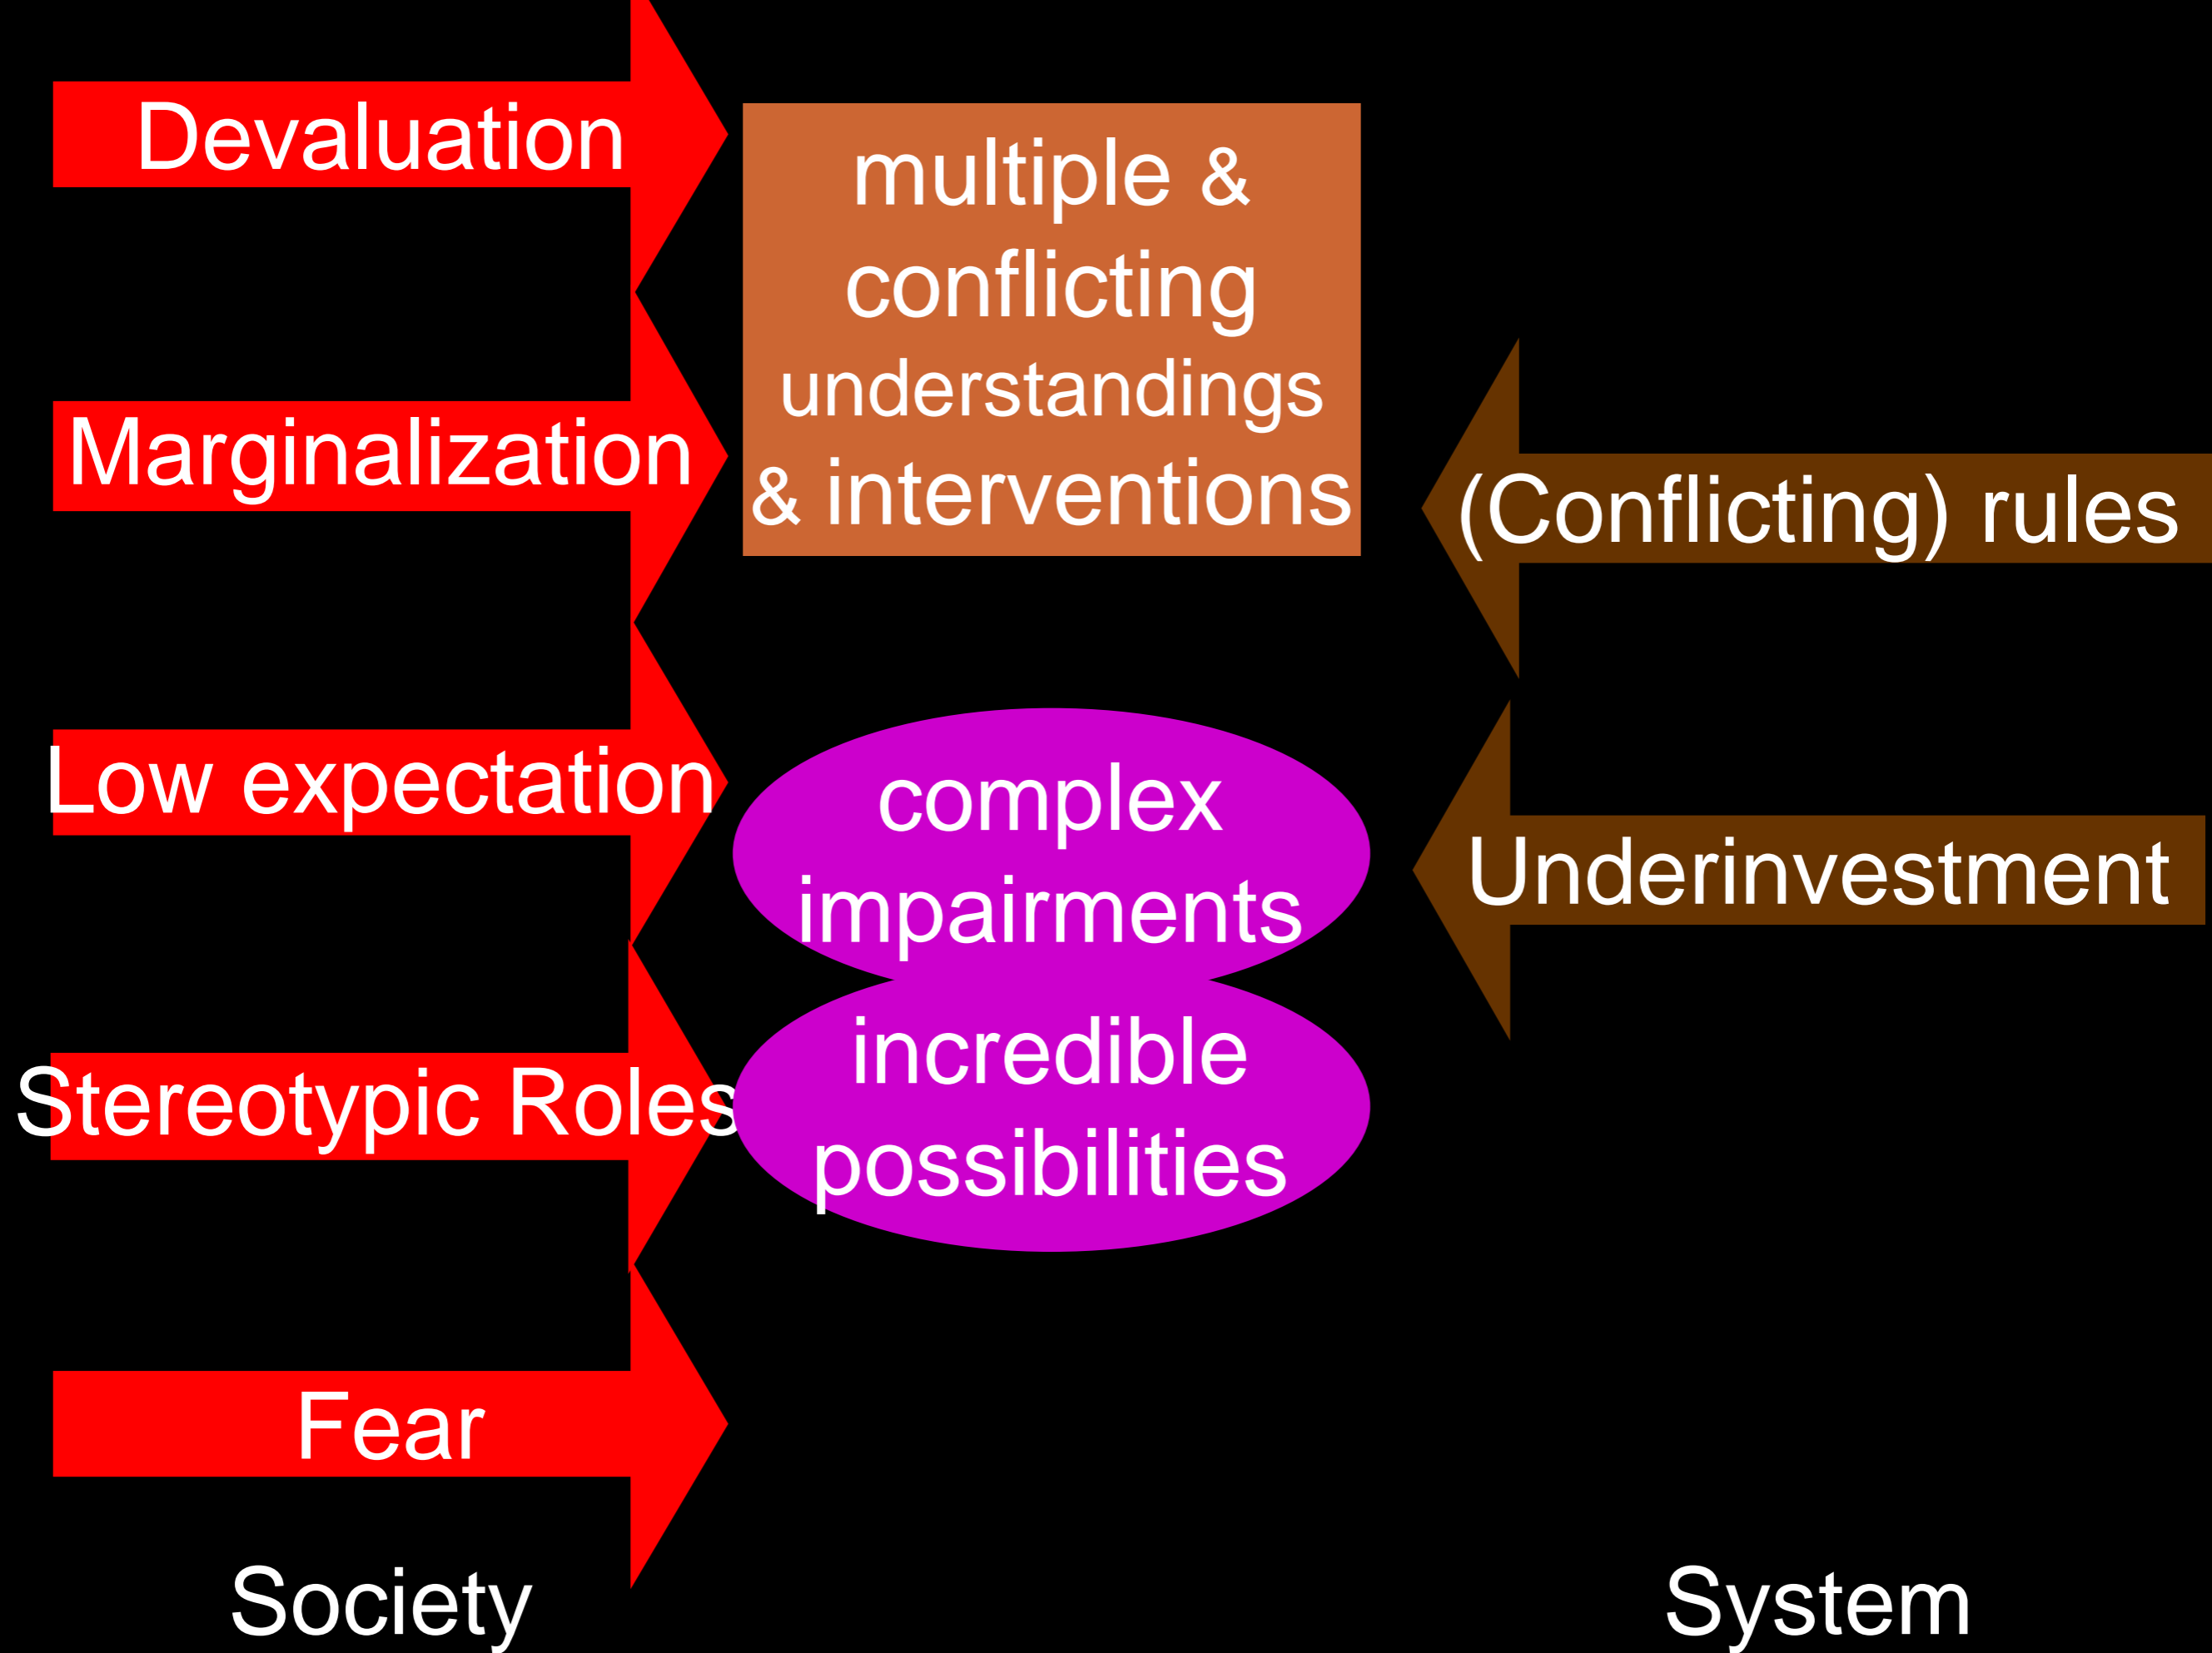 Devaluation
Marginalization
Low expectation
Stereotypic Roles
Fear
Society
multiple &
conflicting
understandings
& interventions
complex
impairments
incredible
possibilities
(Conflicting) rules
Underinvestment
System